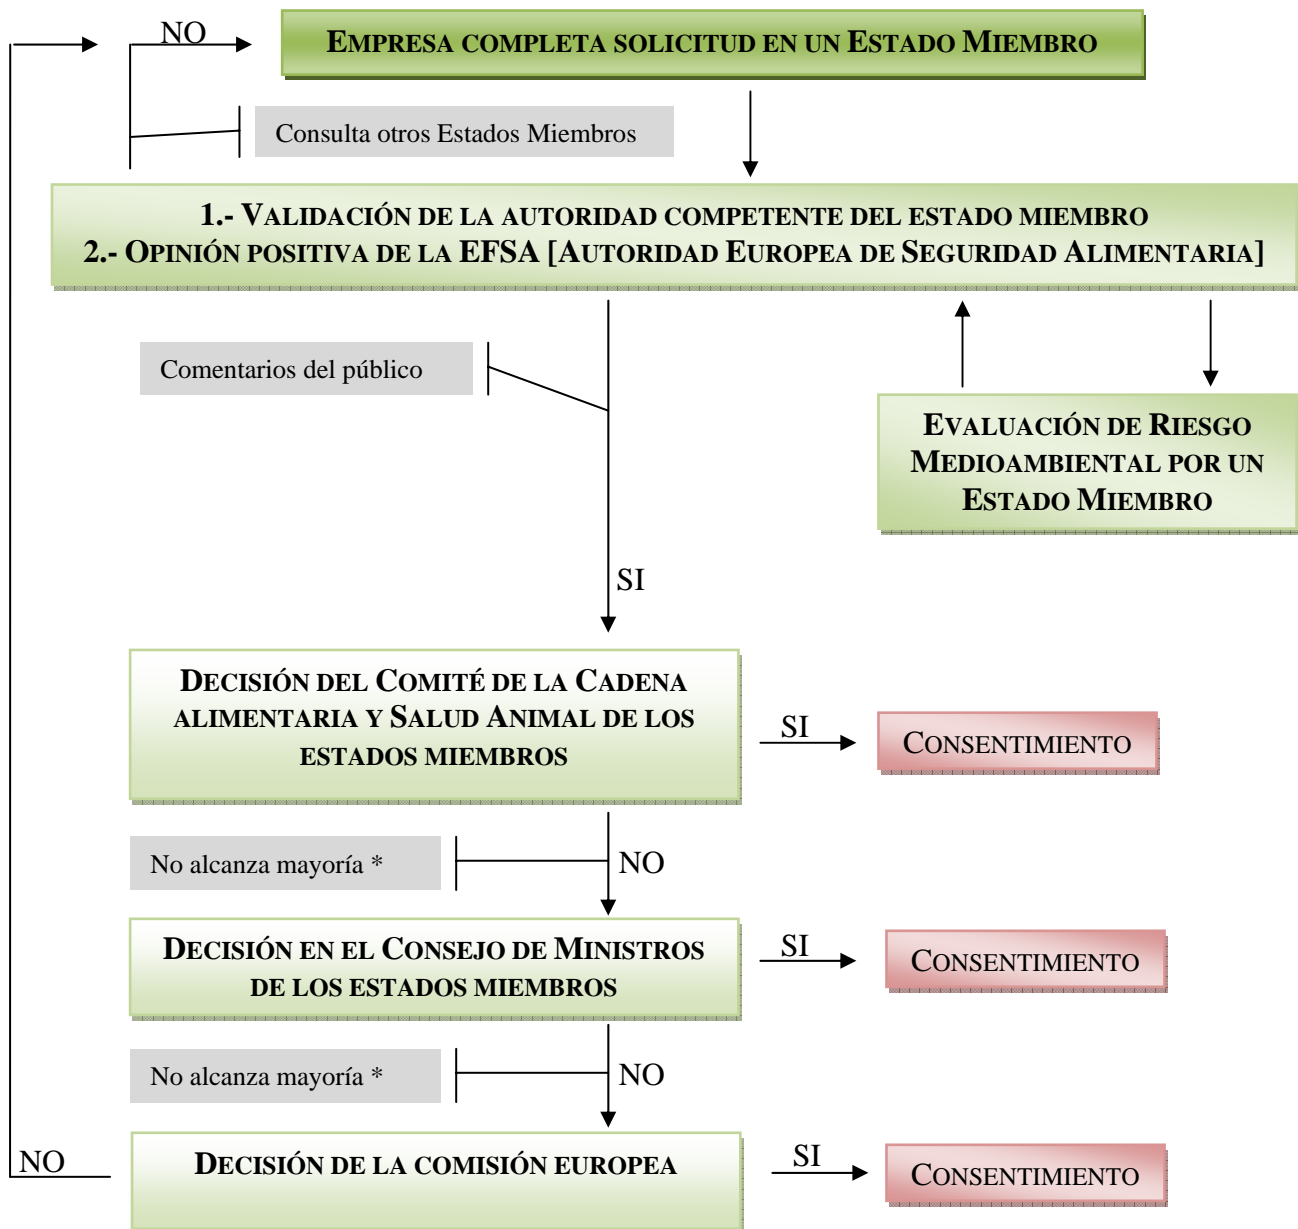 NO
EMPRESA COMPLETA SOLICITUD EN UN ESTADO MIEMBRO
Consulta otros Estados Miembros
1.- VALIDACIÓN DE LA AUTORIDAD COMPETENTE DEL ESTADO MIEMBRO
2.- OPINIÓN POSITIVA DE LA EFSA [AUTORIDAD EUROPEA DE SEGURIDAD ALIMENTARIA]
Comentarios del público
EVALUACIÓN DE RIESGO
MEDIOAMBIENTAL POR UN
ESTADO MIEMBRO
SI
DECISIÓN DEL COMITÉ DE LA CADENA
ALIMENTARIA Y SALUD ANIMAL DE LOS
ESTADOS MIEMBROS
SI
CONSENTIMIENTO
No alcanza mayoría *
NO
DECISIÓN EN EL CONSEJO DE MINISTROS
DE LOS ESTADOS MIEMBROS
SI
CONSENTIMIENTO
No alcanza mayoría *
NO
NO
DECISIÓN DE LA COMISIÓN EUROPEA
SI
CONSENTIMIENTO